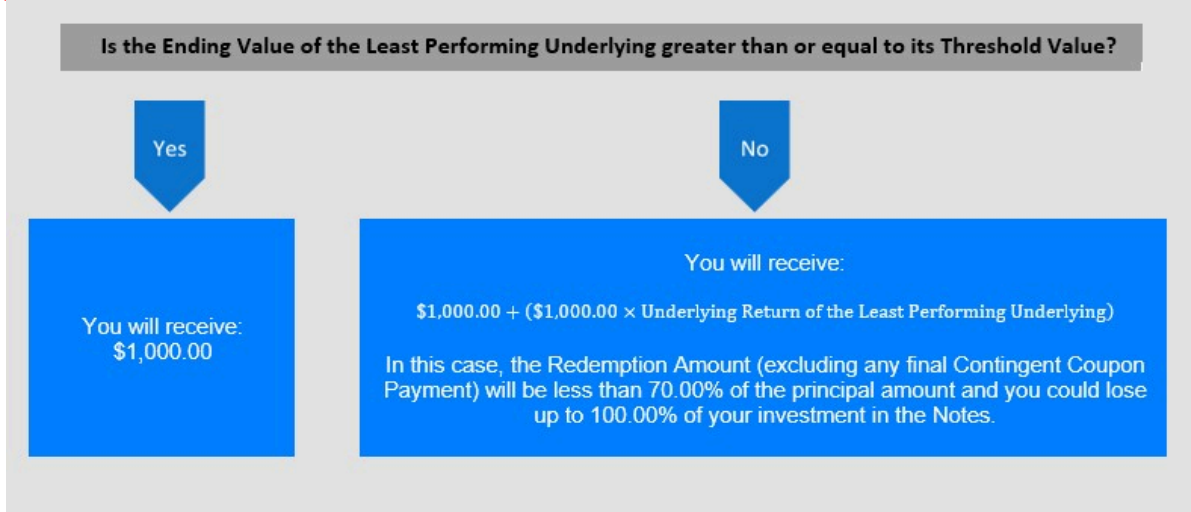 Is the Ending Value of the Least Performing Underlying greater than or equal to its Threshold Value?
Yes
No
You will receive:
$1,000.00
You will receive:
$1,000.00 + ($1,000.00 × Underlying Return of the Least Performing Underlying)
In this case, the Redemption Amount (excluding any final Contingent Coupon
Payment) will be less than 70.00% of the principal amount and you could lose
up to 100.00% of your investment in the Notes.